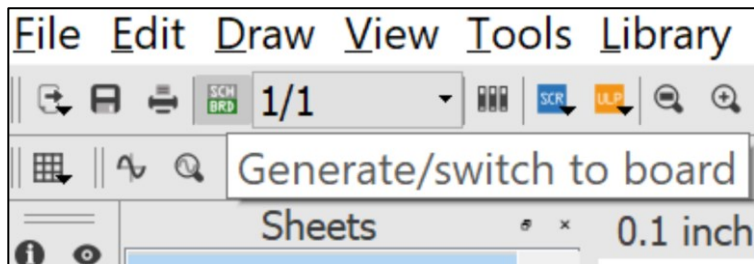 File Edit Draw View Tools Library
SCH BRD 1/1 SCR ULP
Generate/switch to board
Sheets 0.1 inch